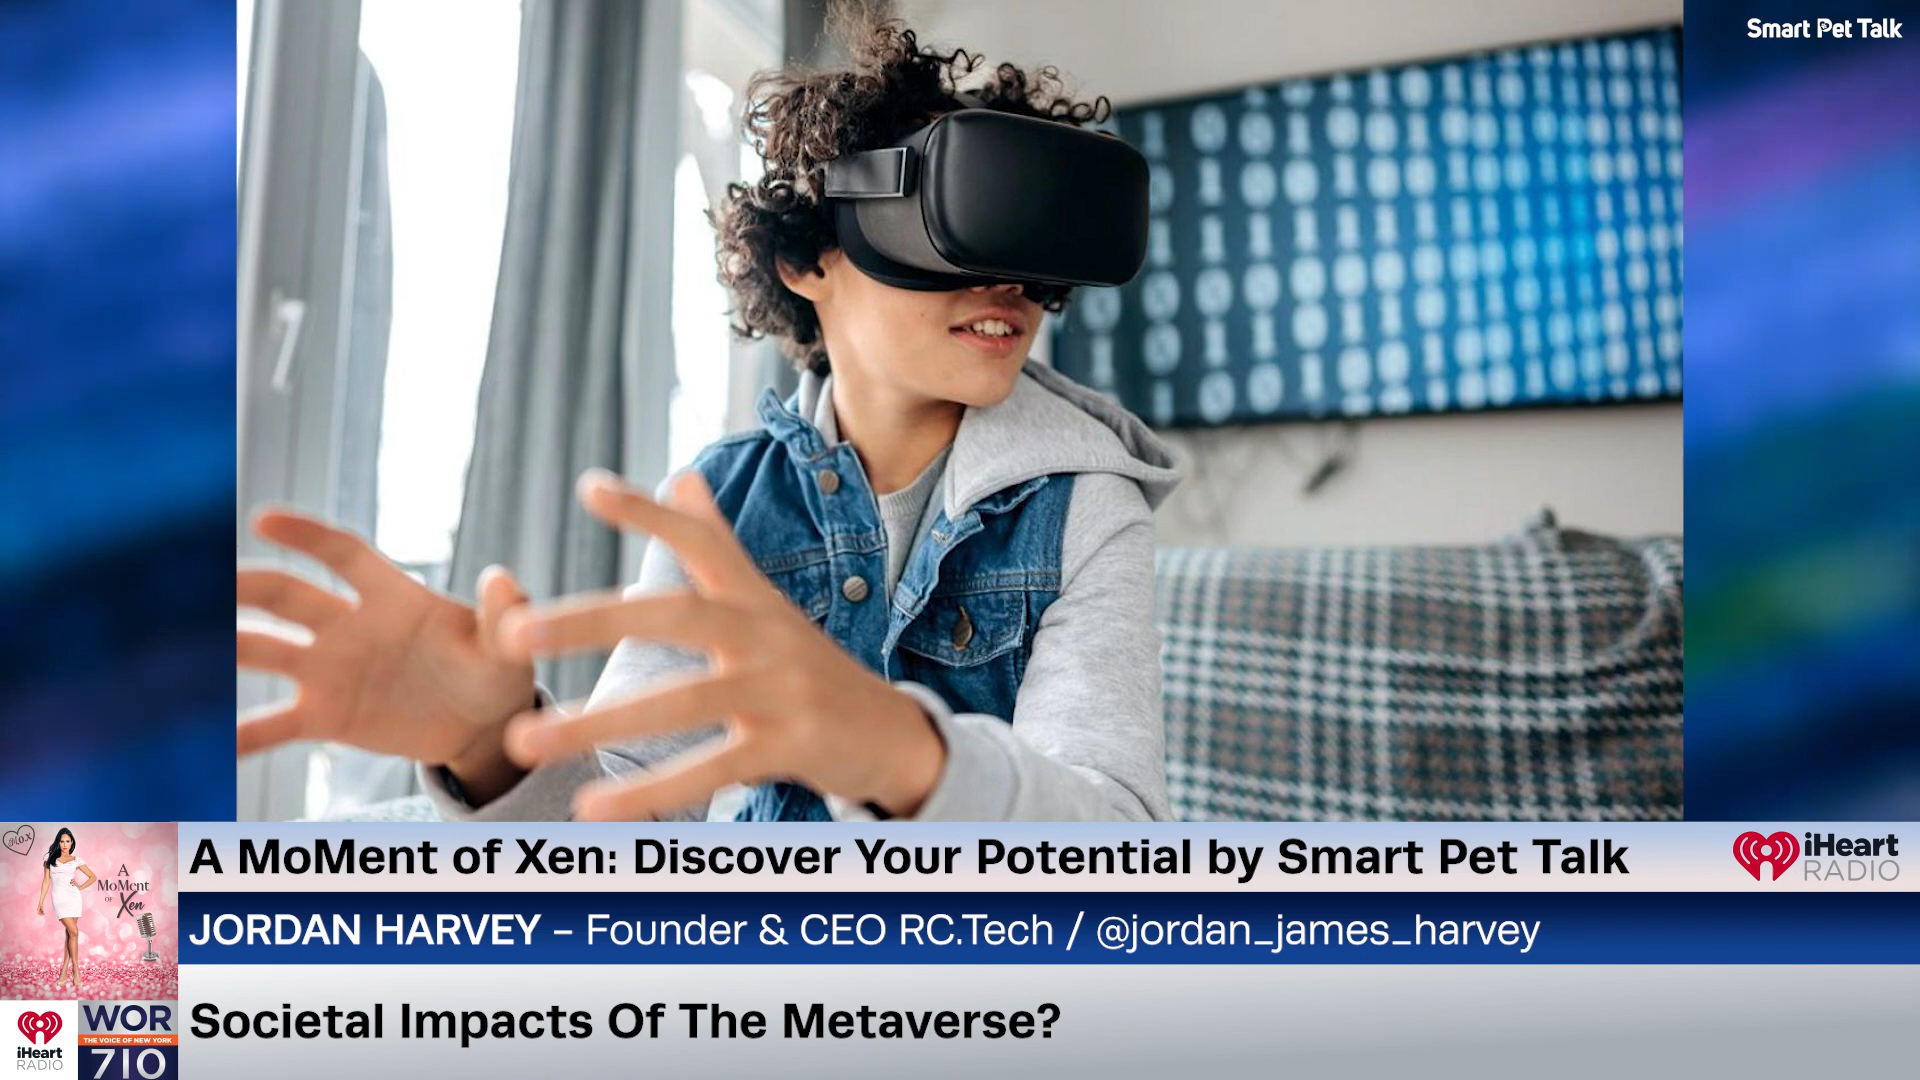 Smart Pet Talk
A MoMent of Xen: Discover Your Potential by Smart Pet Talk
iHeart
RADIO
JORDAN HARVEY – Founder & CEO RC.Tech / @jordan_james_harvey
Societal Impacts Of The Metaverse?
M.O.X
A
MoMent
OF
Xen
iHeart
RADIO
WOR
THE VOICE OF NEW YORK
710